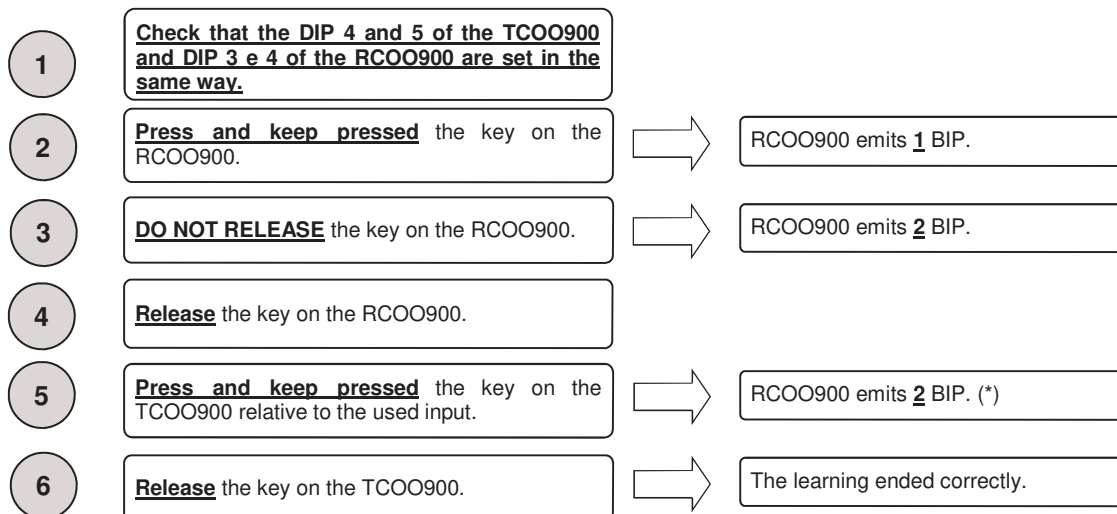 1
Check that the DIP 4 and 5 of the TCOO900
and DIP 3 e 4 of the RCOO900 are set in the
same way.
2
Press and keep pressed the key on the
RCOO900.
RCOO900 emits 1 BIP.
3
DO NOT RELEASE the key on the RCOO900.
RCOO900 emits 2 BIP.
4
Release the key on the RCOO900.
5
Press and keep pressed the key on the
TCOO900 relative to the used input.
RCOO900 emits 2 BIP. (*)
6
Release the key on the TCOO900.
The learning ended correctly.